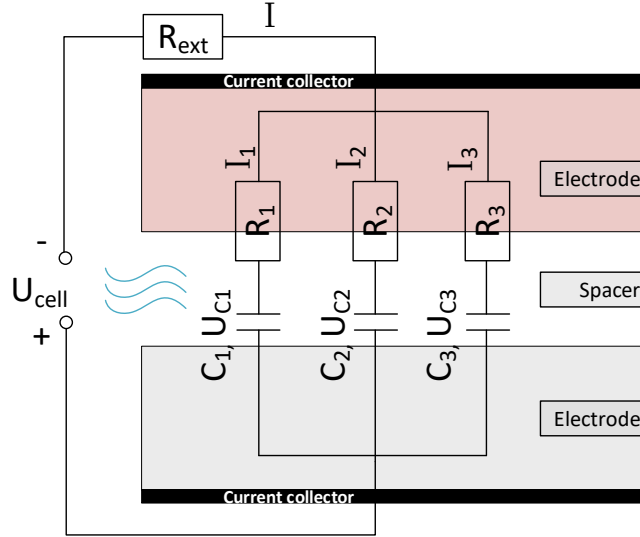 I
R_ext
Current collector
I_1
I_2
I_3
Electrode
R_1
R_2
R_3
-
U_cell
+
Spacer
C_1, U_C1
C_2, U_C2
C_3, U_C3
Electrode
Current collector